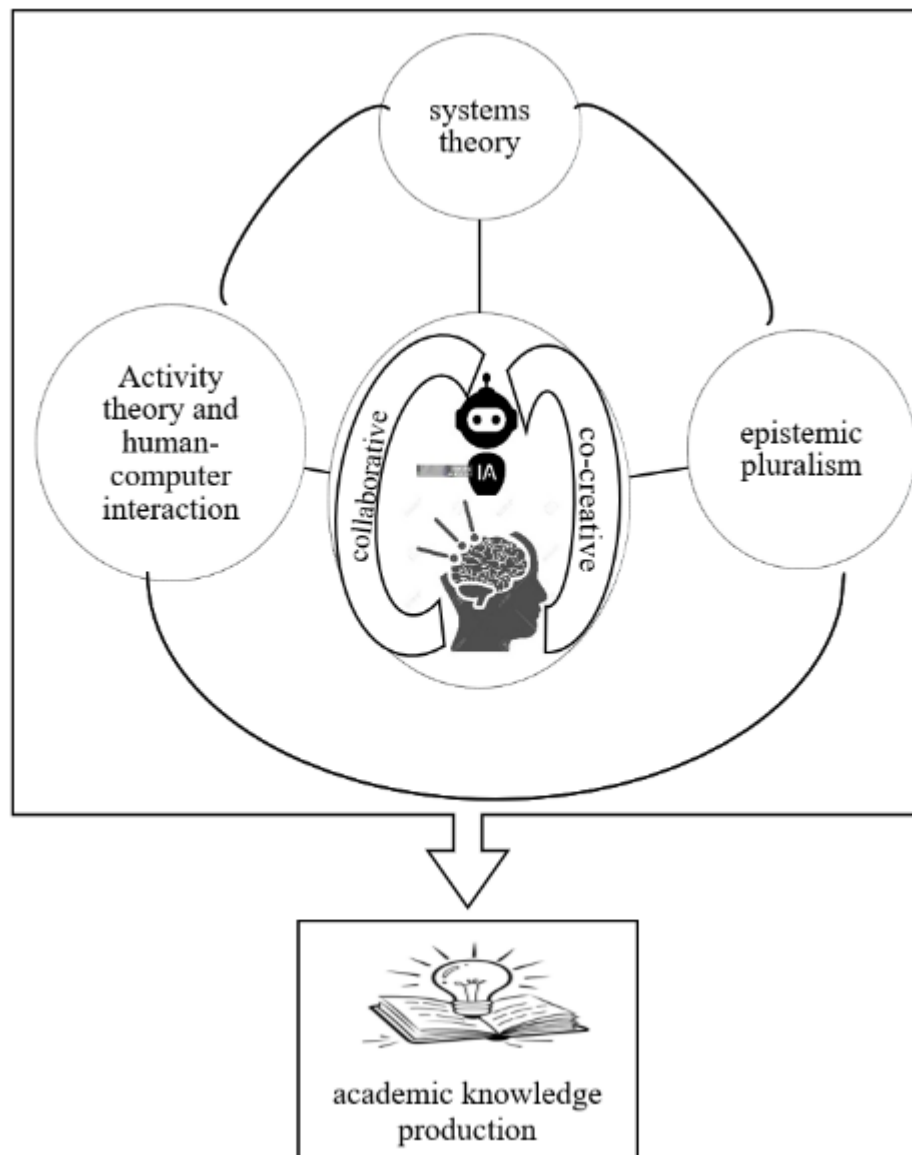 systems
theory
Activity
theory and
human-
computer
interaction
collaborative
IA
co-creative
epistemic
pluralism
academic knowledge
production